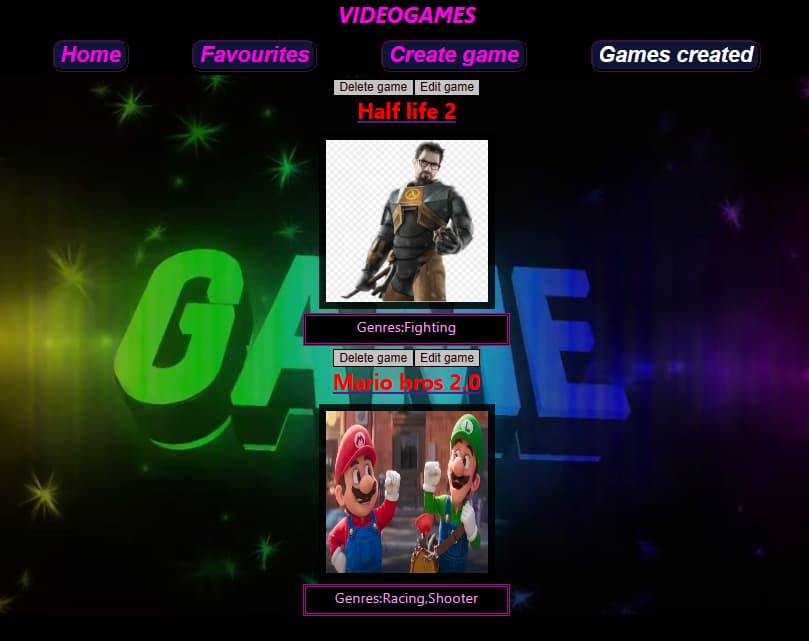 VIDEOGAMES
Home Favourites Create game Games created
Delete game Edit game
Half life 2
GAME
Genres:Fighting
Delete game Edit game
Mario bros 2.0
M L
Genres:Racing,Shooter